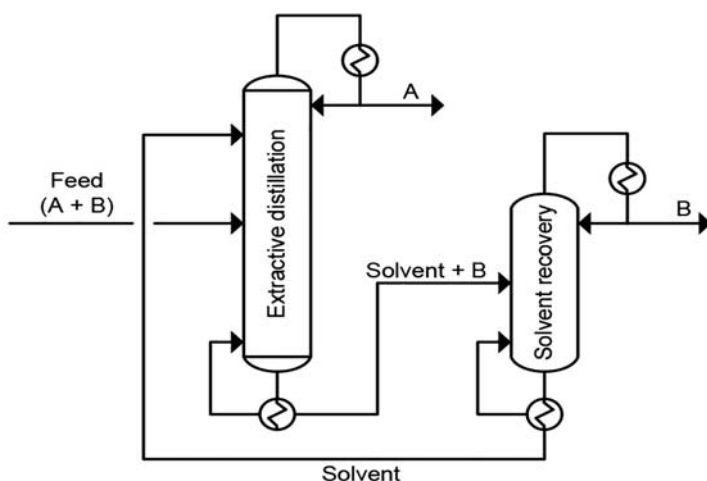 A
Feed
(A + B)
Extractive distillation
Solvent + B
Solvent recovery
B
Solvent